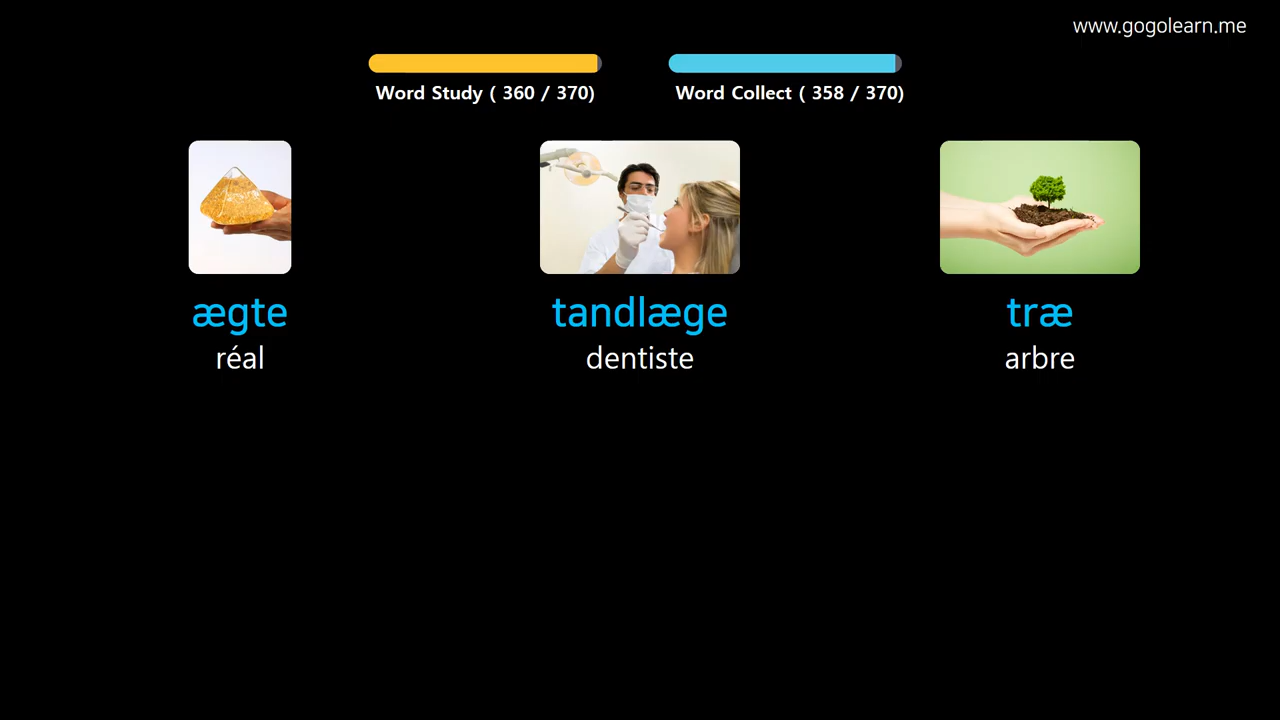 www.gogolearn.me
Word Study ( 360 / 370)
Word Collect ( 358 / 370)
ægte
réal
tandlæge
dentiste
træ
arbre